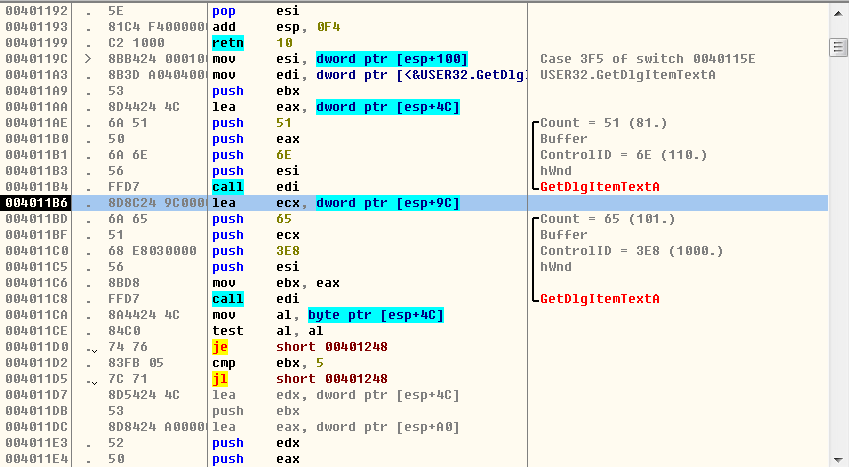 00401192 . 5E pop esi
00401193 . 81C4 F4000000 add esp, 0F4
00401199 . C2 1000 retn 10
0040119C > 8BB424 000100 mov esi, dword ptr [esp+100] Case 3F5 of switch 0040115E
004011A3 . 8B3D A0404000 mov edi, dword ptr [<&USER32.GetDlgI USER32.GetDlgItemTextA
004011A9 . 53 push ebx
004011AA . 8D4424 4C lea eax, dword ptr [esp+4C]
004011AE . 6A 51 push 51 Count = 51 (81.)
004011B0 . 50 push eax Buffer
004011B1 . 6A 6E push 6E ControlID = 6E (110.)
004011B3 . 56 push esi hWnd
004011B4 . FFD7 call edi GetDlgItemTextA
004011B6 . 8D8C24 9C0000 lea ecx, dword ptr [esp+9C]
004011BD . 6A 65 push 65 Count = 65 (101.)
004011BF . 51 push ecx Buffer
004011C0 . 68 E8030000 push 3E8 ControlID = 3E8 (1000.)
004011C5 . 56 push esi hWnd
004011C6 . 8BD8 mov ebx, eax
004011C8 . FFD7 call edi GetDlgItemTextA
004011CA . 8A4424 4C mov al, byte ptr [esp+4C]
004011CE . 84C0 test al, al
004011D0 . 74 76 je short 00401248
004011D2 . 83FB 05 cmp ebx, 5
004011D5 . 7C 71 jl short 00401248
004011D7 . 8D5424 4C lea edx, dword ptr [esp+4C]
004011DB . 53 push ebx
004011DC . 8D8424 A00000 lea eax, dword ptr [esp+A0]
004011E3 . 52 push edx
004011E4 . 50 push eax